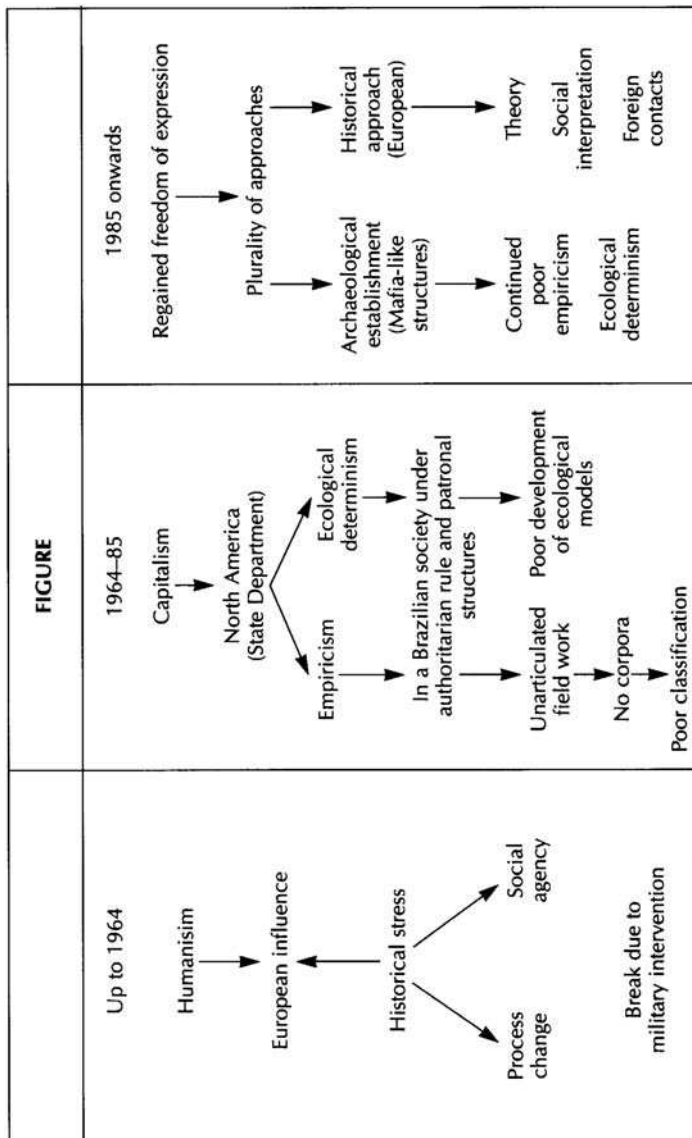 FIGURE
Up to 1964
Humanisim
European influence
Historical stress
Process
change
Social
agency
Break due to
military intervention
1964–85
Capitalism
North America
(State Department)
Empiricism
Ecological
determinism
In a Brazilian society under
authoritarian rule and patronal
structures
Unarticulated
field work
No corpora
Poor classification
Poor development
of ecological
models
1985 onwards
Regained freedom of expression
Plurality of approaches
Archaeological
establishment
(Mafia-like
structures)
Continued
poor
empiricism
Ecological
determinism
Historical
approach
(European)
Theory
Social
interpretation
Foreign
contacts